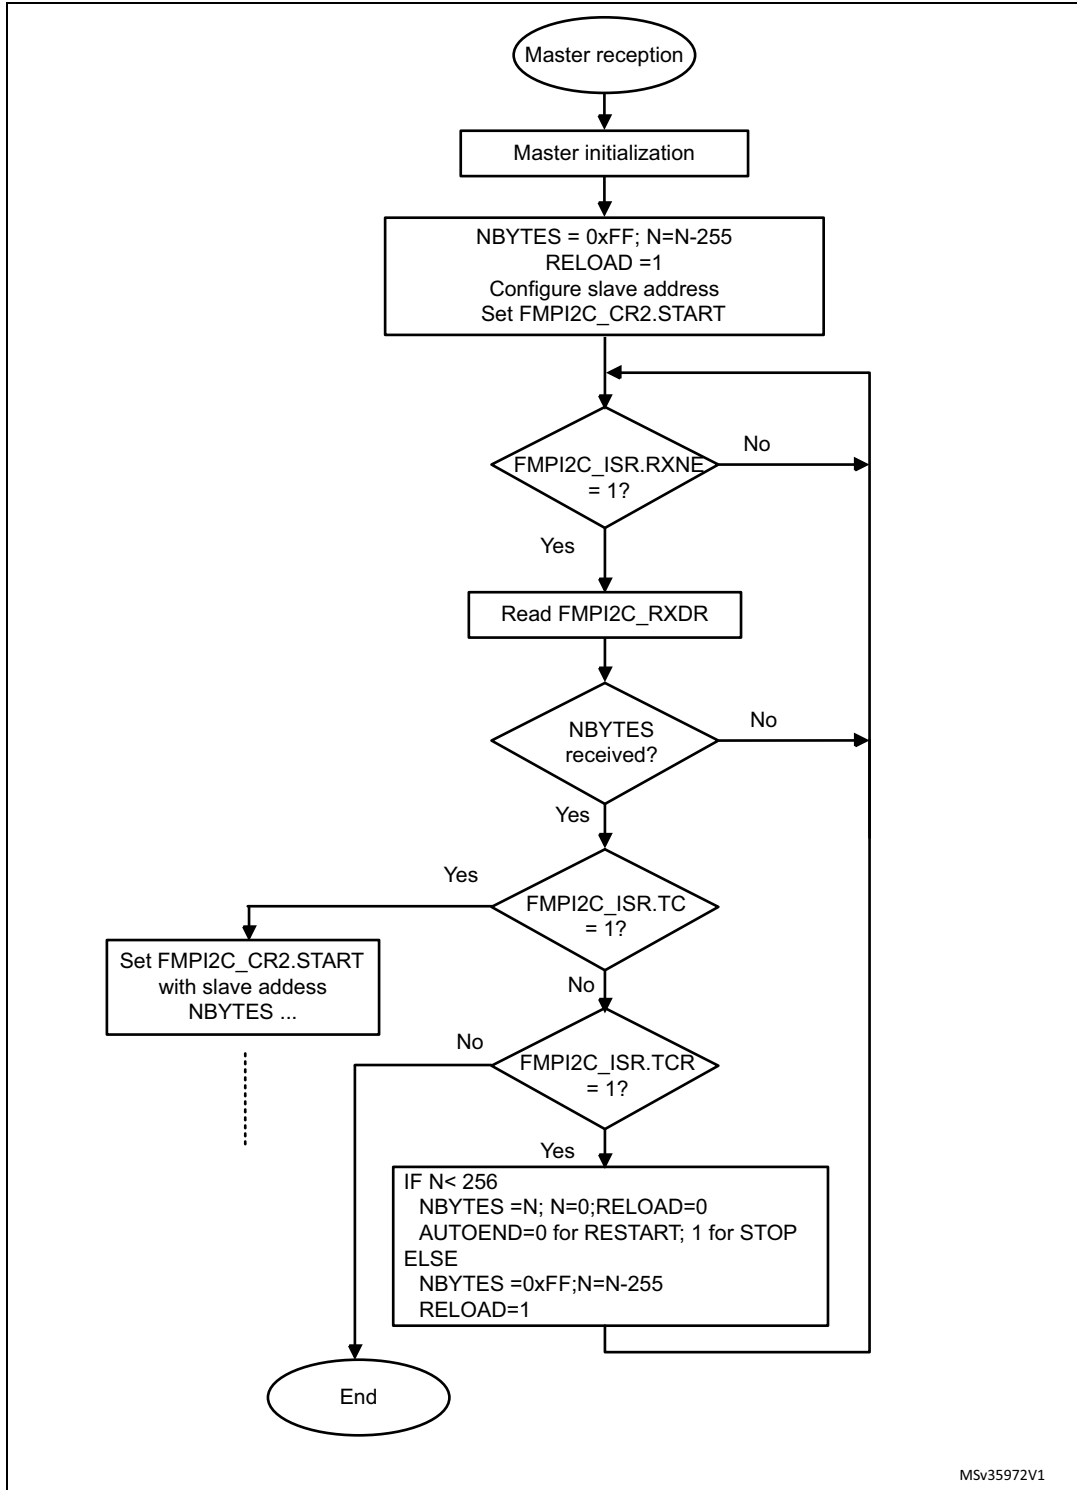 Master reception
Master initialization
NBYTES = 0xFF; N=N-255
RELOAD =1
Configure slave address
Set FMPI2C_CR2.START
FMPI2C_ISR.RXNE
= 1?
No
Yes
Read FMPI2C_RXDR
NBYTES
received?
No
Yes
FMPI2C_ISR.TC
= 1?
Yes
Set FMPI2C_CR2.START
with slave addess
NBYTES ...
No
FMPI2C_ISR.TCR
= 1?
No
Yes
IF N< 256
NBYTES =N; N=0;RELOAD=0
AUTOEND=0 for RESTART; 1 for STOP
ELSE
NBYTES =0xFF;N=N-255
RELOAD=1
End
MSv35972V1